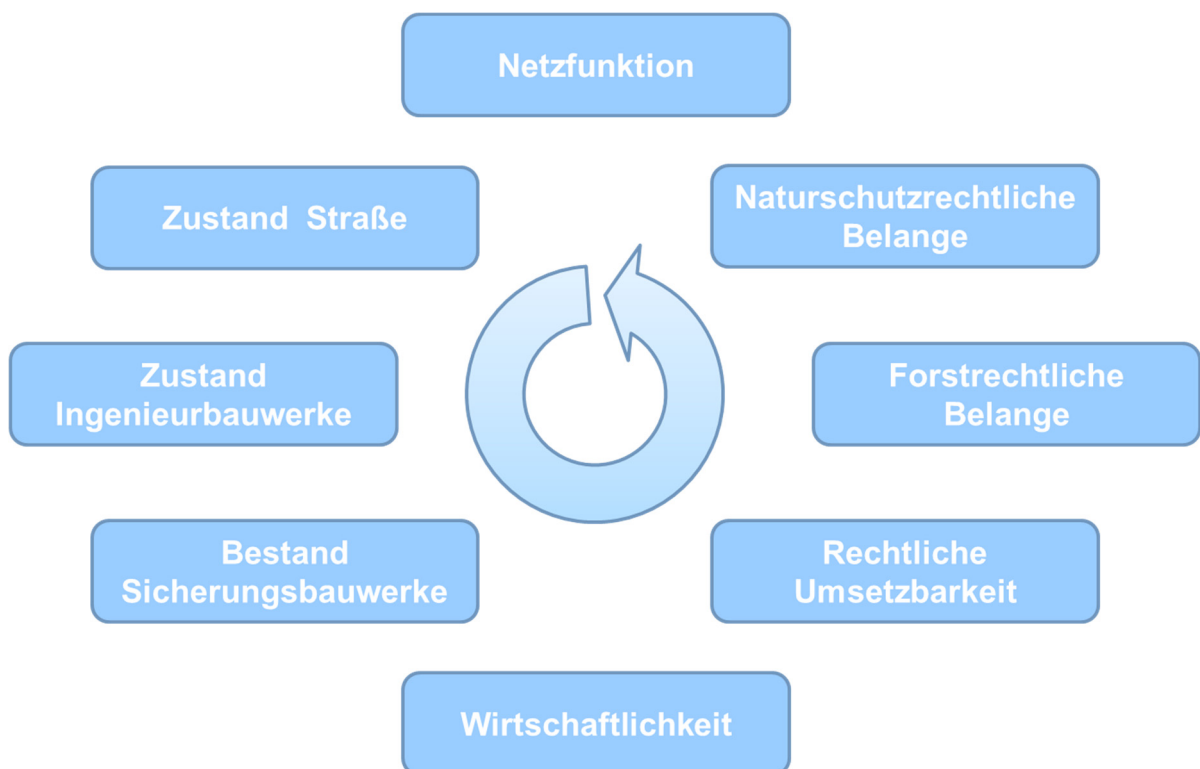 Netzfunktion
Zustand Straße
Naturschutzrechtliche
Belange
Zustand
Ingenieurbauwerke
Forstrechtliche
Belange
Bestand
Sicherungsbauwerke
Rechtliche
Umsetzbarkeit
Wirtschaftlichkeit